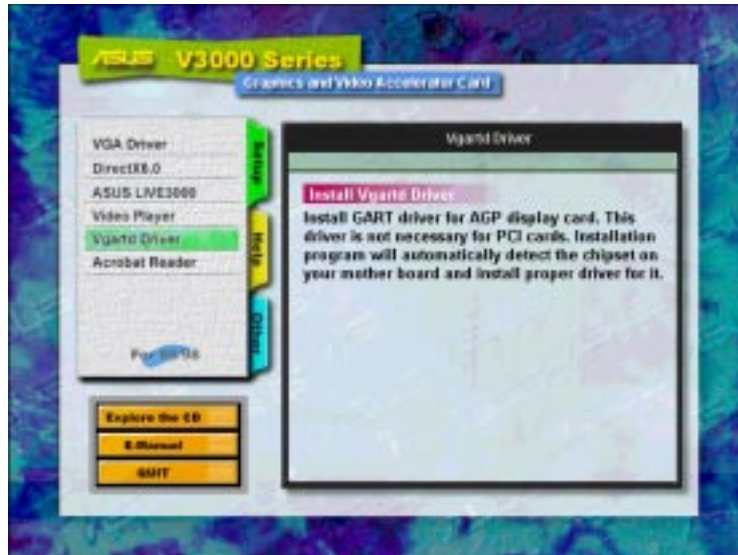 ASUS V3000 Series
Graphics and Video Accelerator Card
VGA Driver
DirectX6.0
ASUS LIVE3000
Video Player
Vgartd Driver
Acrobat Reader
Setup
Help
Other
For
98
Explore the CD
E-Manual
QUIT
Vgartd Driver
Install Vgartd Driver
Install GART driver for AGP display card. This
driver is not necessary for PCI cards. Installation
program will automatically detect the chipset on
your mother board and install proper driver for it.